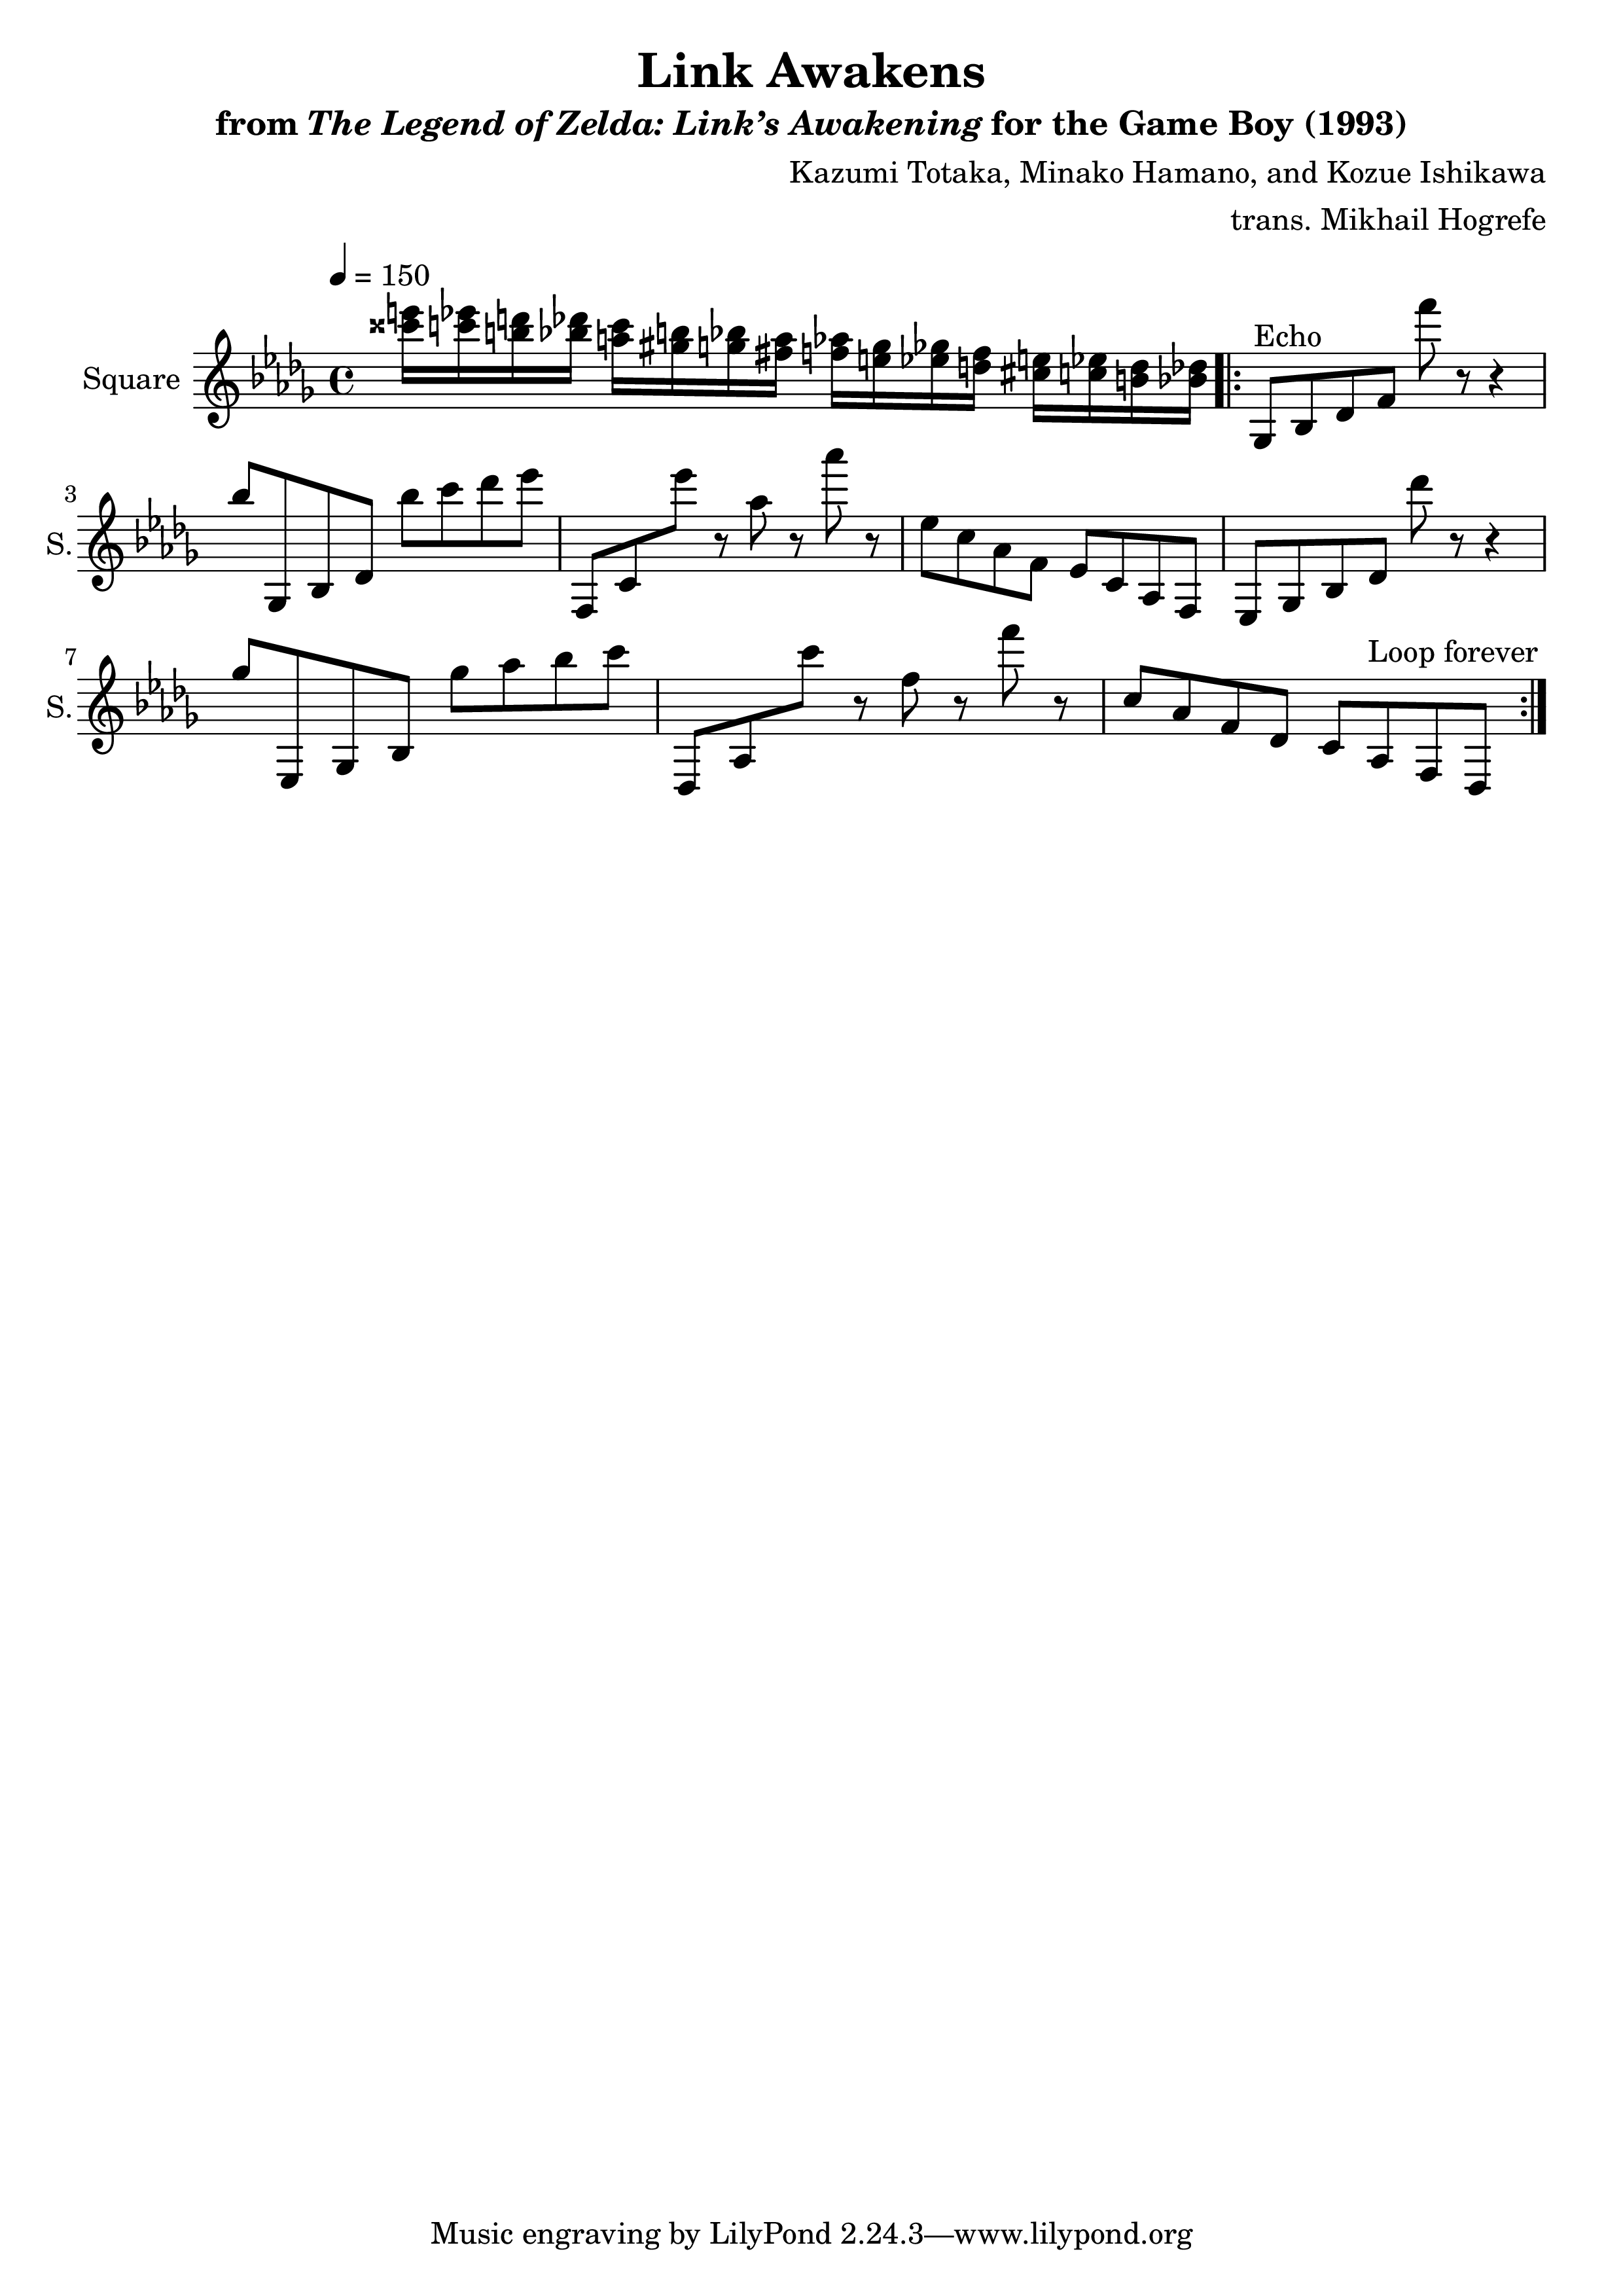 Link Awakens
from The Legend of Zelda: Link’s Awakening for the Game Boy (1993)
Kazumi Totaka, Minako Hamano, and Kozue Ishikawa
trans. Mikhail Hogrefe
= 150
Echo
Square
3
S.
7
Loop forever
S.
Music engraving by LilyPond 2.24.3—www.lilypond.org